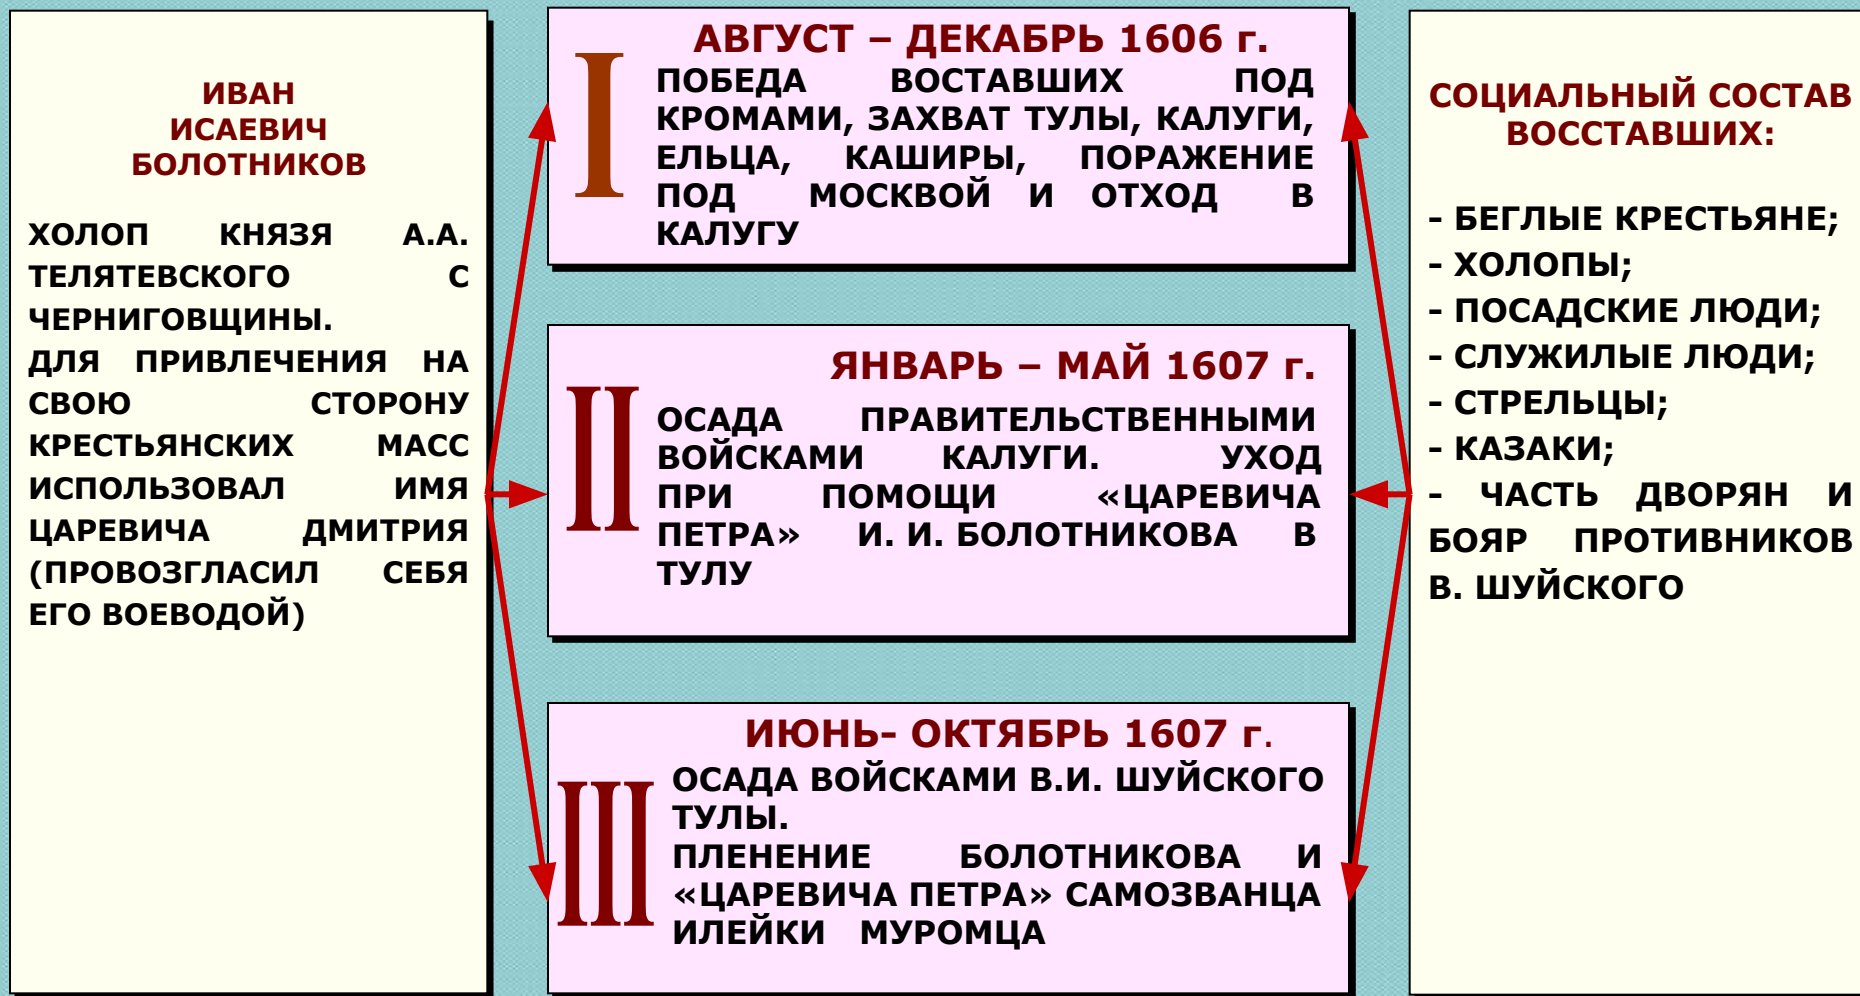 ИВАН
ИСАЕВИЧ
БОЛОТНИКОВ
ХОЛОП КНЯЗЯ А.А.
ТЕЛЯТЕВСКОГО С
ЧЕРНИГОВЩИНЫ.
ДЛЯ ПРИВЛЕЧЕНИЯ НА
СВОЮ СТОРОНУ
КРЕСТЬЯНСКИХ МАСС
ИСПОЛЬЗОВАЛ ИМЯ
ЦАРЕВИЧА ДМИТРИЯ
(ПРОВОЗГЛАСИЛ СЕБЯ
ЕГО ВОЕВОДОЙ)
I
АВГУСТ – ДЕКАБРЬ 1606 г.
ПОБЕДА ВОСТАВШИХ ПОД
КРОМАМИ, ЗАХВАТ ТУЛЫ, КАЛУГИ,
ЕЛЬЦА, КАШИРЫ, ПОРАЖЕНИЕ
ПОД МОСКВОЙ И ОТХОД В
КАЛУГУ
II
ЯНВАРЬ – МАЙ 1607 г.
ОСАДА ПРАВИТЕЛЬСТВЕННЫМИ
ВОЙСКАМИ КАЛУГИ. УХОД
ПРИ ПОМОЩИ «ЦАРЕВИЧА
ПЕТРА» И. И. БОЛОТНИКОВА В
ТУЛУ
III
ИЮНЬ- ОКТЯБРЬ 1607 г.
ОСАДА ВОЙСКАМИ В.И. ШУЙСКОГО
ТУЛЫ.
ПЛЕНЕНИЕ БОЛОТНИКОВА И
«ЦАРЕВИЧА ПЕТРА» САМОЗВАНЦА
ИЛЕЙКИ МУРОМЦА
СОЦИАЛЬНЫЙ СОСТАВ
ВОССТАВШИХ:
- БЕГЛЫЕ КРЕСТЬЯНЕ;
- ХОЛОПЫ;
- ПОСАДСКИЕ ЛЮДИ;
- СЛУЖИЛЫЕ ЛЮДИ;
- СТРЕЛЬЦЫ;
- КАЗАКИ;
- ЧАСТЬ ДВОРЯН И
БОЯР ПРОТИВНИКОВ
В. ШУЙСКОГО